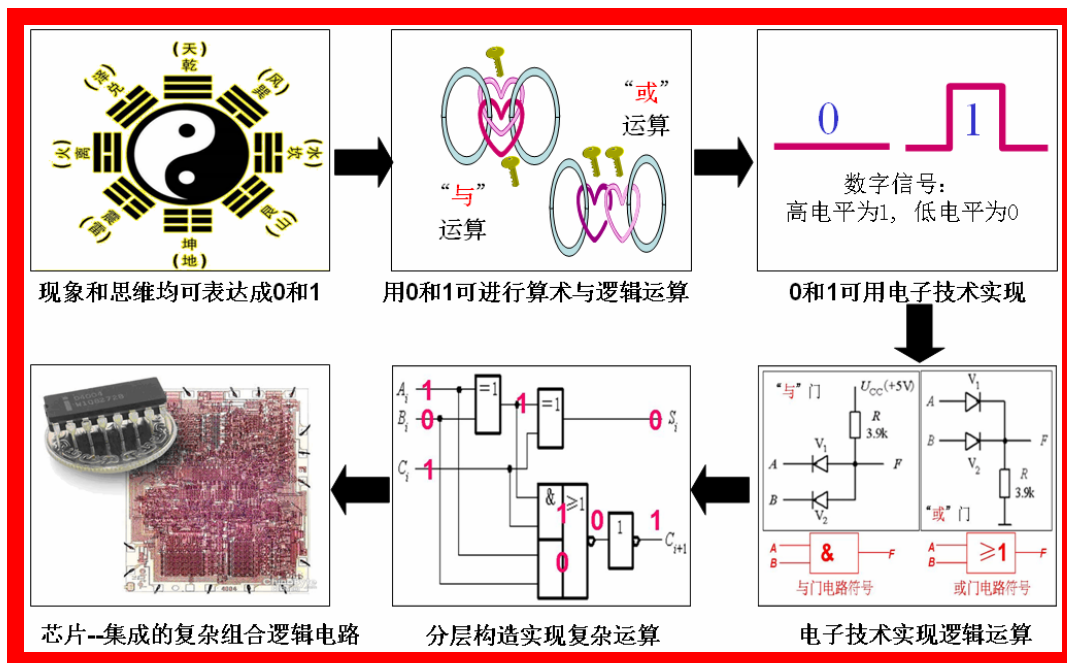 (天)
乾
(泽)兑
(风)巽
(火)离
(水)坎
(雷)震
(山)艮
坤
(地)
“或”
运算
“与”
运算
0
1
数字信号：
高电平为1, 低电平为0
现象和思维均可表达成0和1
用0和1可进行算术与逻辑运算
0和1可用电子技术实现
4004
芯片--集成的复杂组合逻辑电路
Ai 1
=1
1
=1
Bi 0
0 Si
Ci 1
&
≥1
1
0
1
1
Ci+1
0
分层构造实现复杂运算
“与”门
UCC(+5V)
R
3.9k
V1
A
F
B
V2
V1
A
B
F
V2
R
3.9k
“或”门
A
B
&
F
与门电路符号
A
B
≥1
F
或门电路符号
电子技术实现逻辑运算